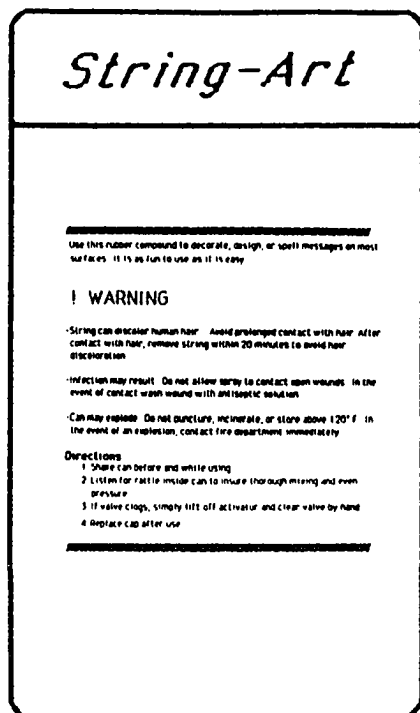 String-Art
Use this rubber compound to decorate, design, or spell messages on most
surfaces. It is as fun to use as it is easy
! WARNING
-String can discolor human hair. Avoid prolonged contact with hair. After
contact with hair, remove string within 20 minutes to avoid hair
discoloration
-Infection may result. Do not allow spray to contact open wounds. In the
event of contact wash wound with antiseptic solution
-Can may explode. Do not puncture, incinerate, or store above 120° F. In
the event of an explosion, contact fire department immediately
Directions
1 Shake can before and while using
2 Listen for rattle inside can to insure thorough mixing and even
pressure
3 If valve clogs, simply lift off activator and clear valve by hand
4 Replace cap after use